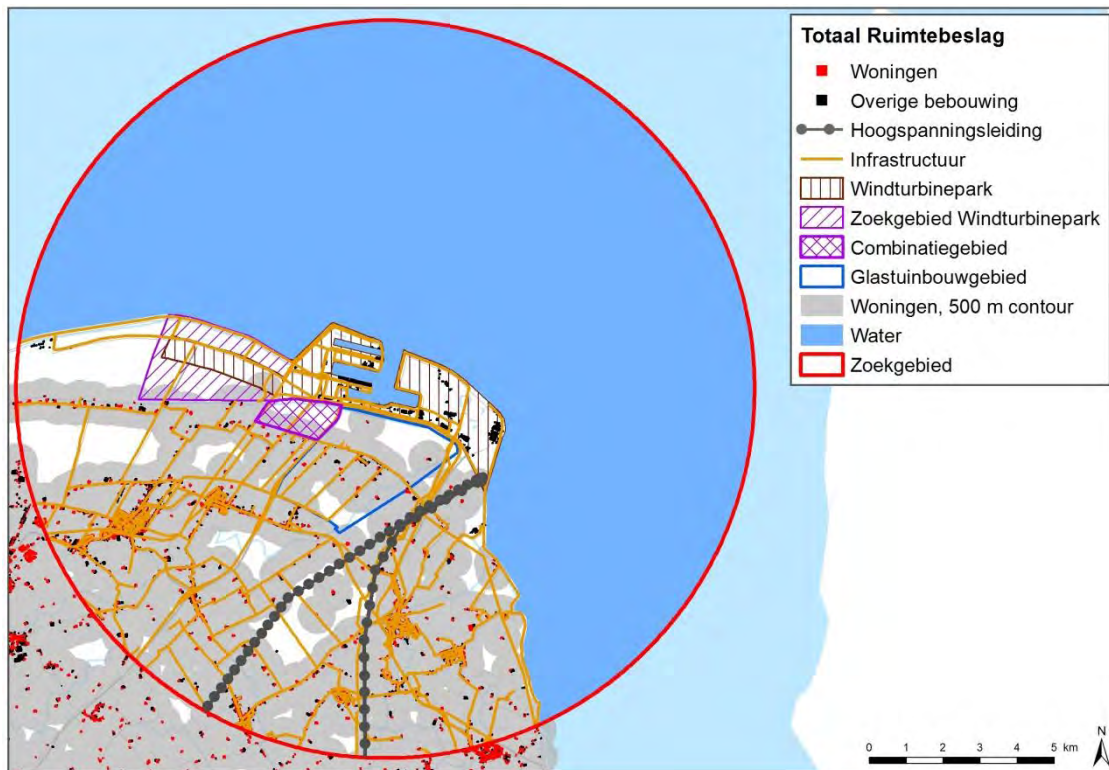 Totaal Ruimtebeslag
Woningen
Overige bebouwing
Hoogspanningsleiding
Infrastructuur
Windturbinepark
Zoekgebied Windturbinepark
Combinatiegebied
Glastuinbouwgebied
Woningen, 500 m contour
Water
Zoekgebied
N
0 1 2 3 4 5 km